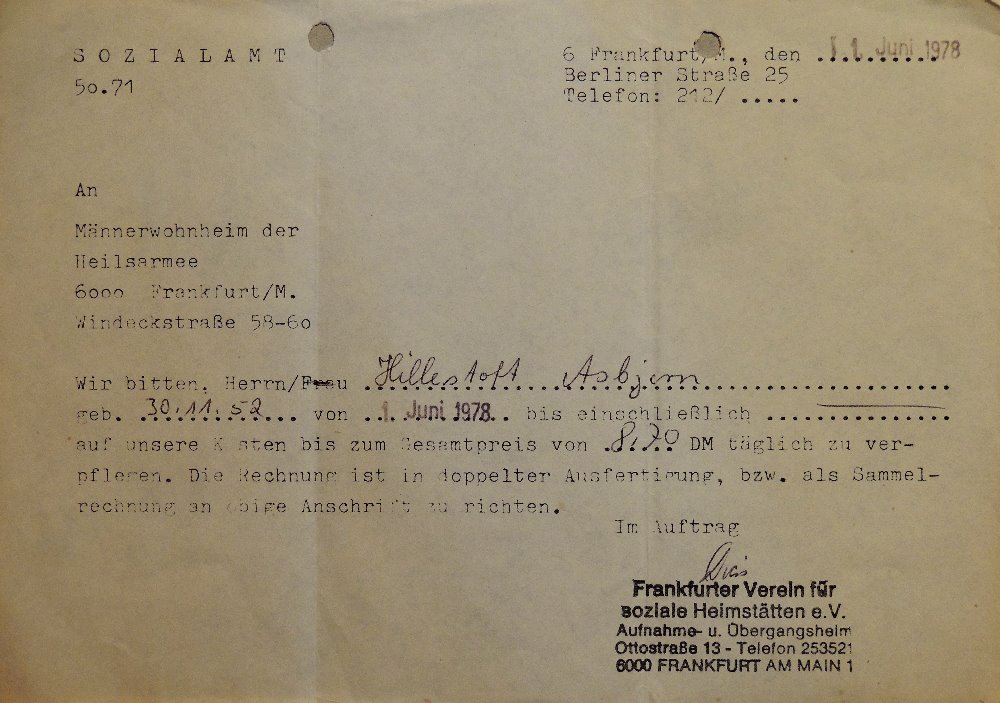 SOZIALAMT
5o.71
6 Frankfurt/M., den 1. Juni 1978
Berliner Straße 25
Telefon: 212/ .....
An
Männerwohnheim der
Heilsarmee
6ooo Frankfurt/M.
Windeckstraße 58-6o
Wir bitten, Herrn/Frau Hillestoft Asbjern
geb. 30.11.52 von 1. Juni 1978 bis einschließlich
auf unsere Kosten bis zum Gesamtpreis von 8,70 DM täglich zu ver-
pflegen. Die Rechnung ist in doppelter Ausfertigung, bzw. als Sammel-
rechnung an obige Anschrift zu richten.
Im Auftrag
Frankfurter Verein für
soziale Heimstätten e.V.
Aufnahme- u. Übergangsheim
Ottostraße 13 - Telefon 253521
6000 FRANKFURT AM MAIN 1